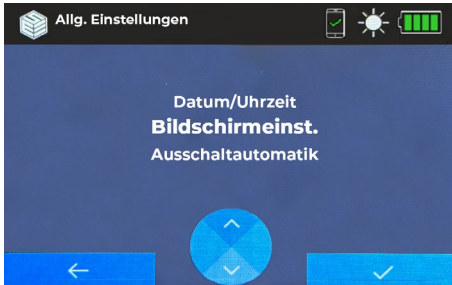 Allg. Einstellungen
Datum/Uhrzeit
Bildschirmeinst.
Ausschaltautomatik